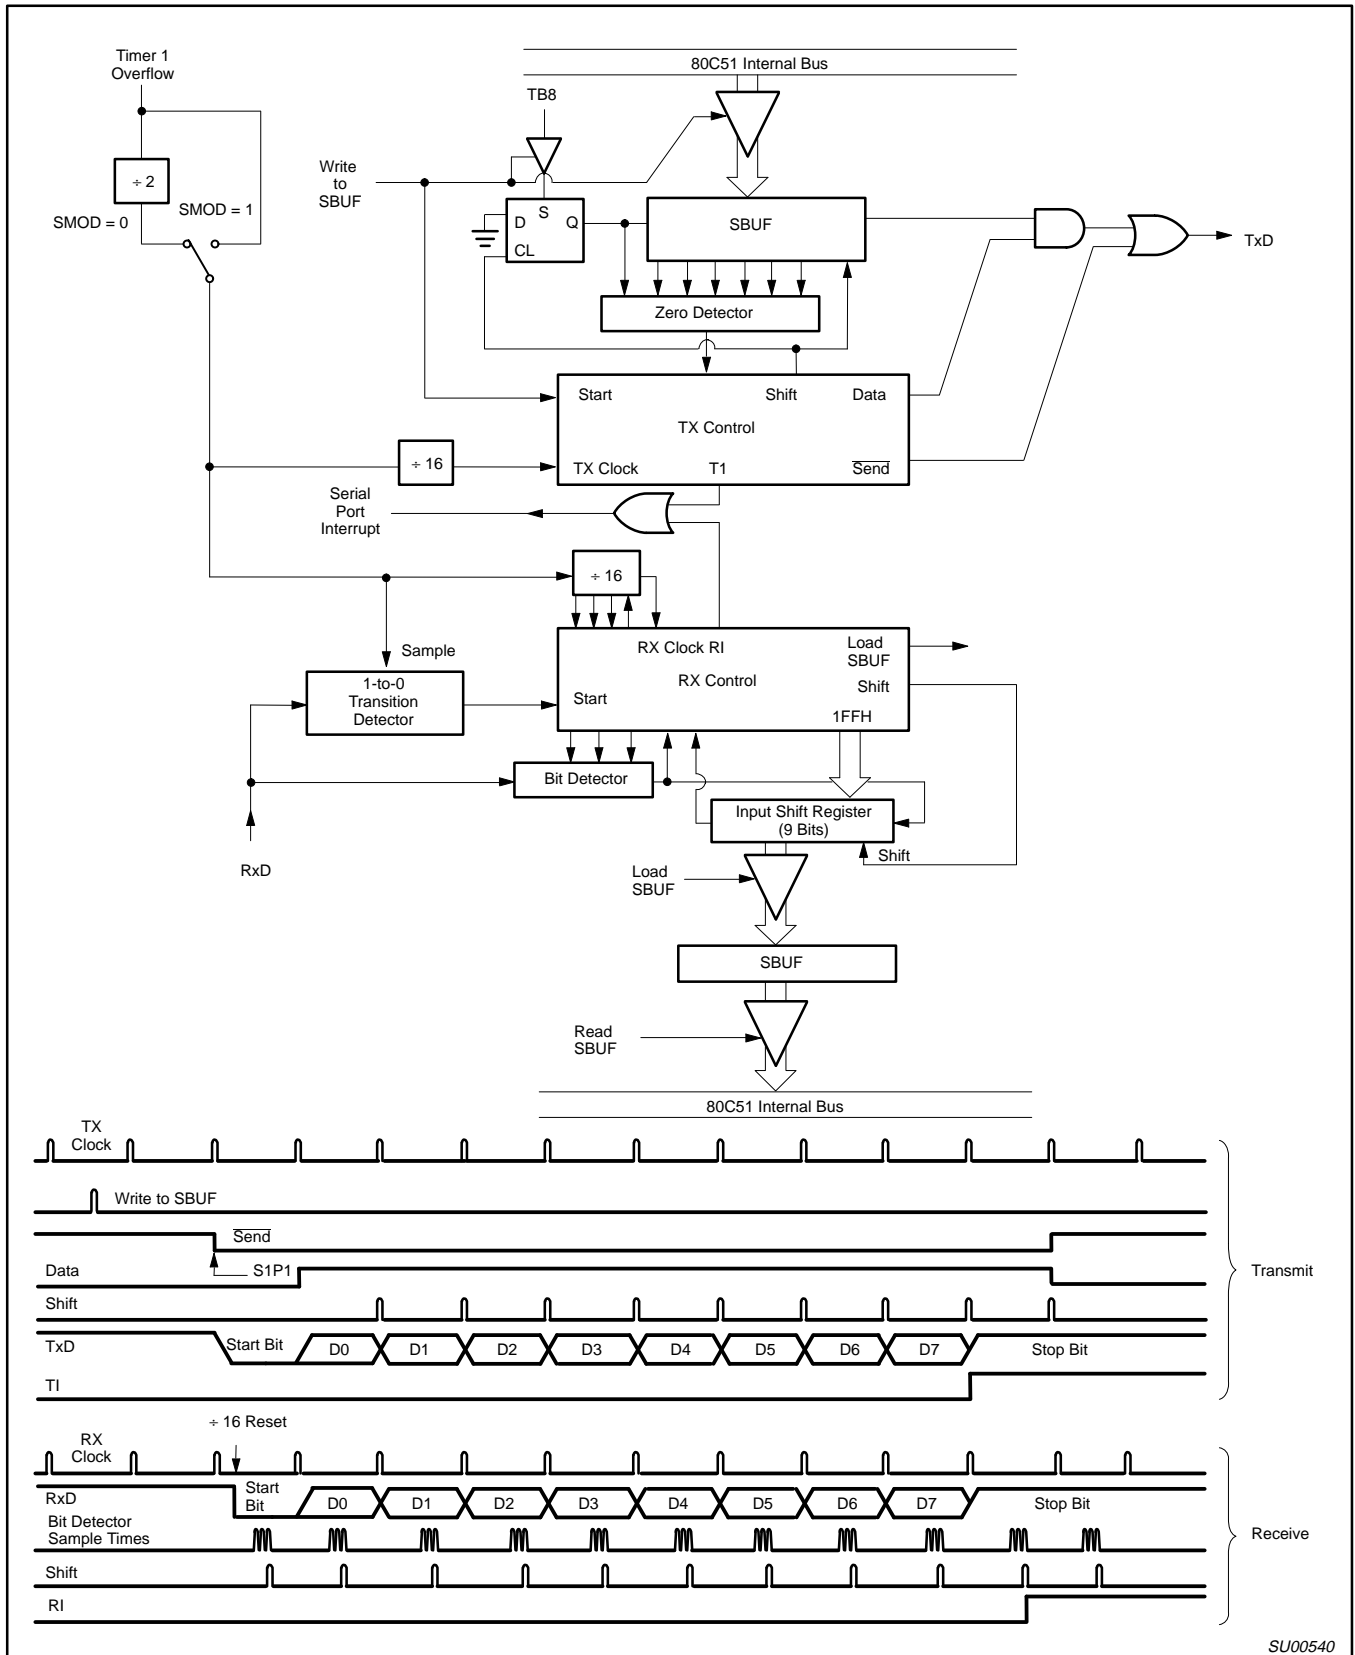 Timer 1
Overflow
80C51 Internal Bus
TB8
Write
to
SBUF
÷ 2
SMOD = 0
SMOD = 1
D
S
Q
CL
SBUF
TxD
Zero Detector
Start
Shift
Data
TX Control
÷ 16
TX Clock
T1
Send
Serial
Port
Interrupt
÷ 16
Sample
RX Clock RI
Load
SBUF
RX Control
Shift
1-to-0
Transition
Detector
Start
1FFH
Bit Detector
Input Shift Register
(9 Bits)
Shift
RxD
Load
SBUF
SBUF
Read
SBUF
80C51 Internal Bus
TX
Clock
Write to SBUF
Send
Data
S1P1
Transmit
Shift
TxD
Start Bit
D0
D1
D2
D3
D4
D5
D6
D7
Stop Bit
TI
÷ 16 Reset
RX
Clock
RxD
Start
Bit
D0
D1
D2
D3
D4
D5
D6
D7
Stop Bit
Bit Detector
Sample Times
Receive
Shift
RI
SU00540